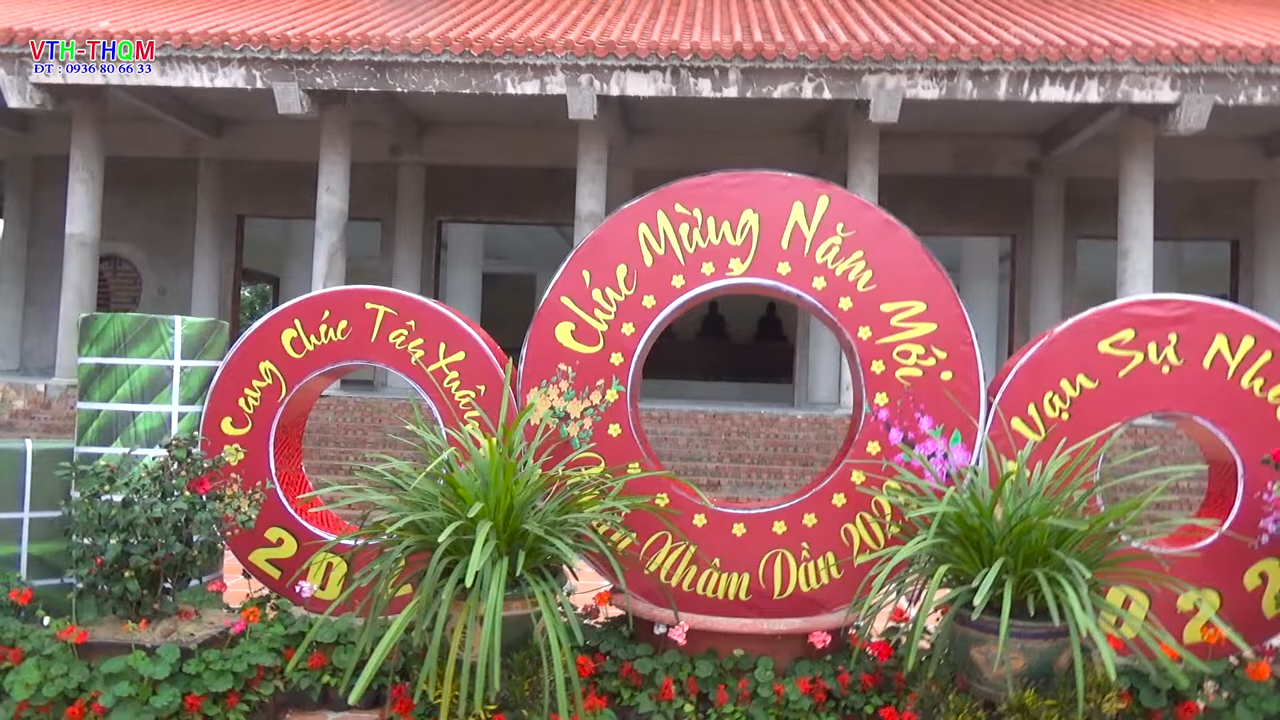 VTH-THQM
ĐT : 0936 80 66 33
Cung Chúc Tân Xuân
Chúc Mừng Năm Mới
Nhâm Dần
Vạn Sự
022